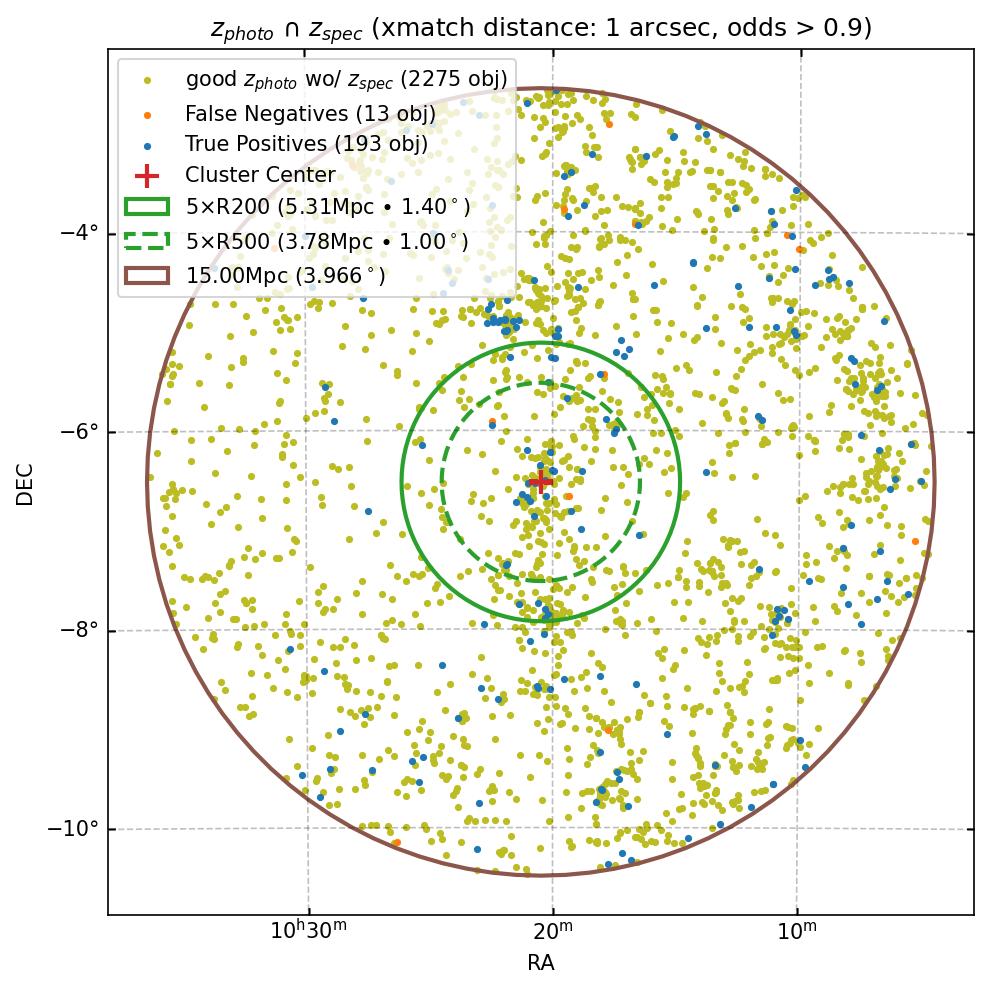 z_photo ∩ z_spec (xmatch distance: 1 arcsec, odds > 0.9)
good z_photo wo/ z_spec (2275 obj)
False Negatives (13 obj)
True Positives (193 obj)
Cluster Center
5×R200 (5.31Mpc • 1.40°)
5×R500 (3.78Mpc • 1.00°)
15.00Mpc (3.966°)
−4°
−6°
−8°
−10°
DEC
10ʰ30ᵐ
20ᵐ
10ᵐ
RA